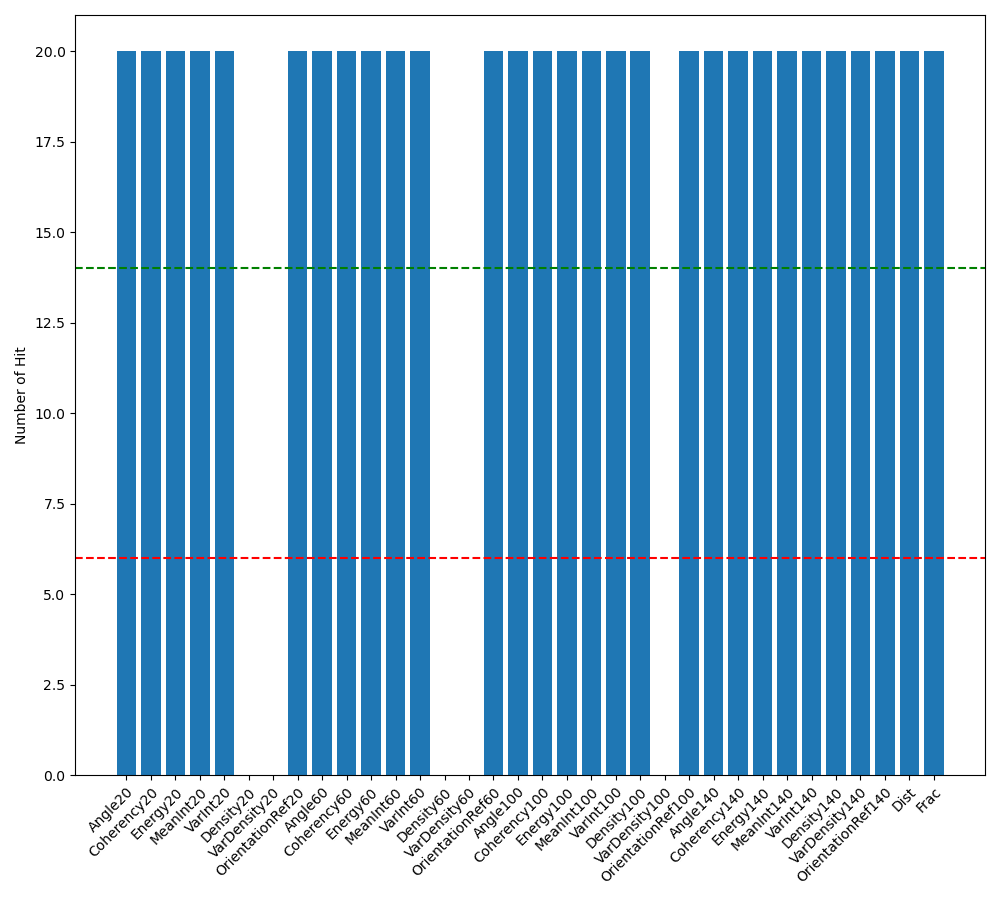 20.0
17.5
15.0
12.5
10.0
7.5
5.0
2.5
0.0
Number of Hit
Angle20
Coherency20
Energy20
MeanInt20
VarInt20
Density20
VarDensity20
OrientationRef20
Angle60
Coherency60
Energy60
MeanInt60
VarInt60
Density60
VarDensity60
OrientationRef60
Angle100
Coherency100
Energy100
MeanInt100
VarInt100
Density100
VarDensity100
OrientationRef100
Angle140
Coherency140
Energy140
MeanInt140
VarInt140
Density140
VarDensity140
OrientationRef140
Dist
Frac